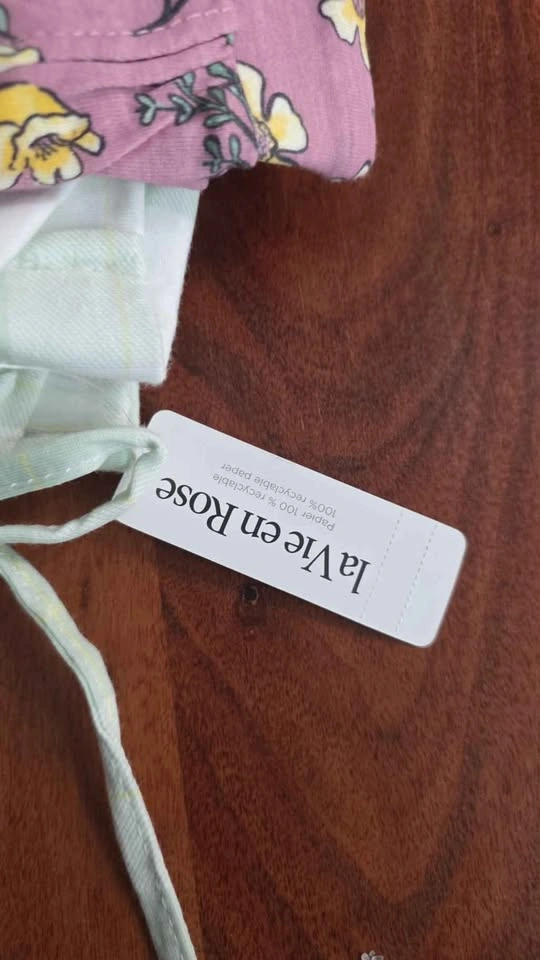 la Vie en Rose
Papier 100 % recyclable
100% recyclable paper